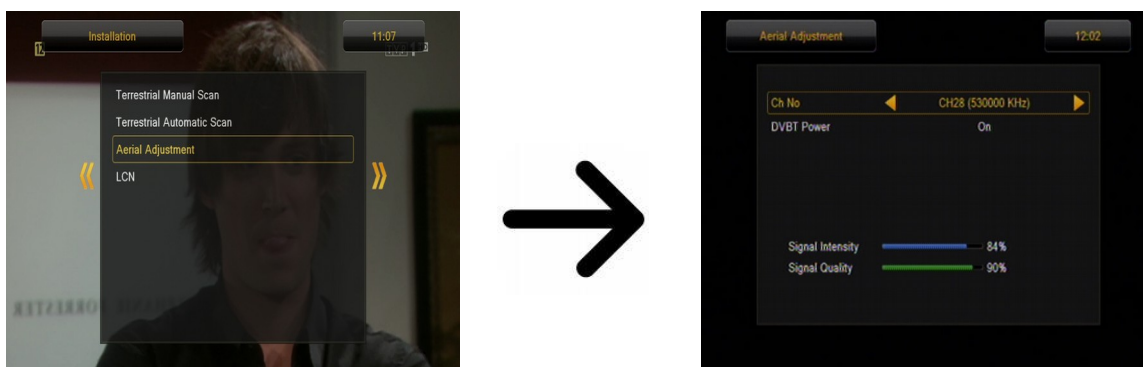 Installation
11:07
Terrestrial Manual Scan
Terrestrial Automatic Scan
Aerial Adjustment
LCN
Aerial Adjustment
12:02
Ch No
CH28 (530000 KHz)
DVBT Power
On
Signal Intensity
84%
Signal Quality
90%